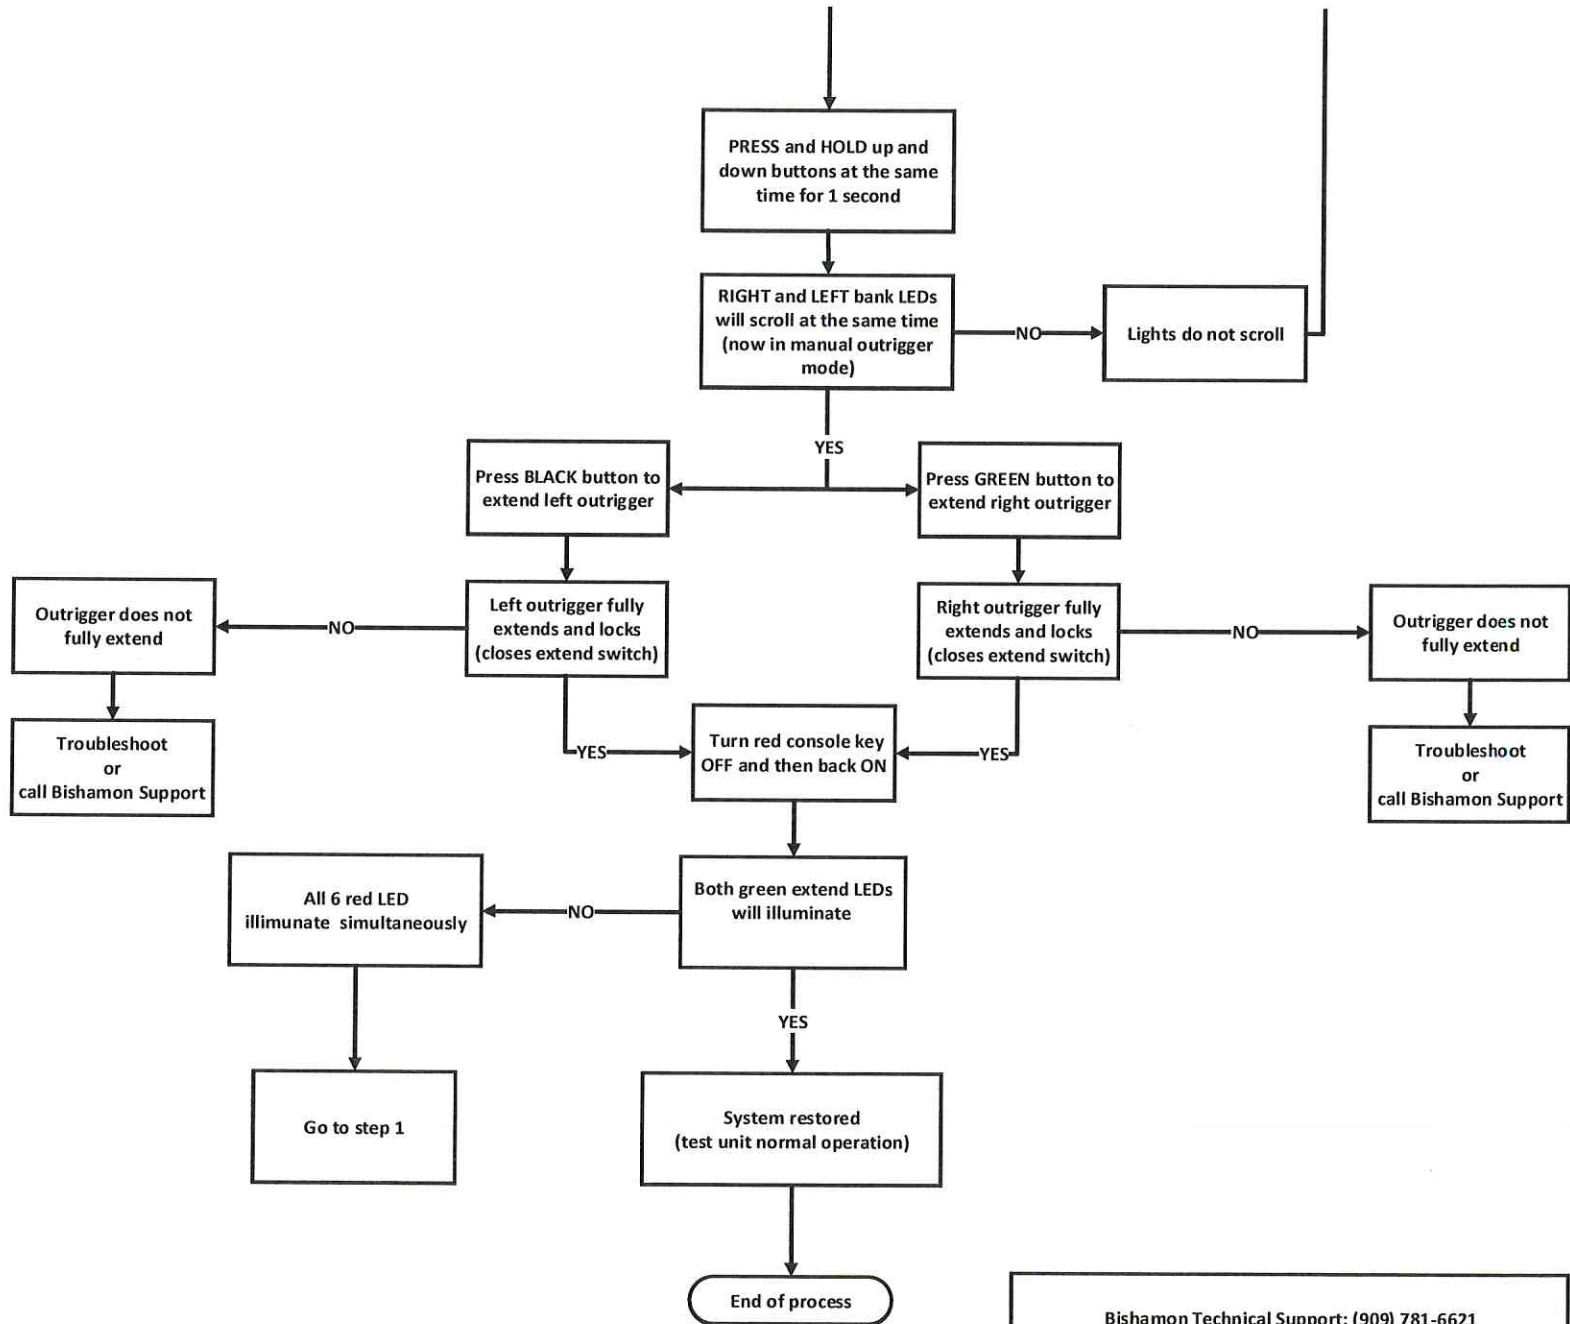 PRESS and HOLD up and
down buttons at the same
time for 1 second
RIGHT and LEFT bank LEDs
will scroll at the same time
(now in manual outrigger
mode)
NO
Lights do not scroll
YES
Press BLACK button to
extend left outrigger
Press GREEN button to
extend right outrigger
Outrigger does not
fully extend
NO
Left outrigger fully
extends and locks
(closes extend switch)
Right outrigger fully
extends and locks
(closes extend switch)
NO
Outrigger does not
fully extend
Troubleshoot
or
call Bishamon Support
YES
Turn red console key
OFF and then back ON
YES
Troubleshoot
or
call Bishamon Support
All 6 red LED
illimunate simultaneously
NO
Both green extend LEDs
will illuminate
YES
Go to step 1
System restored
(test unit normal operation)
End of process
Bishamon Technical Support: (909) 781-6621